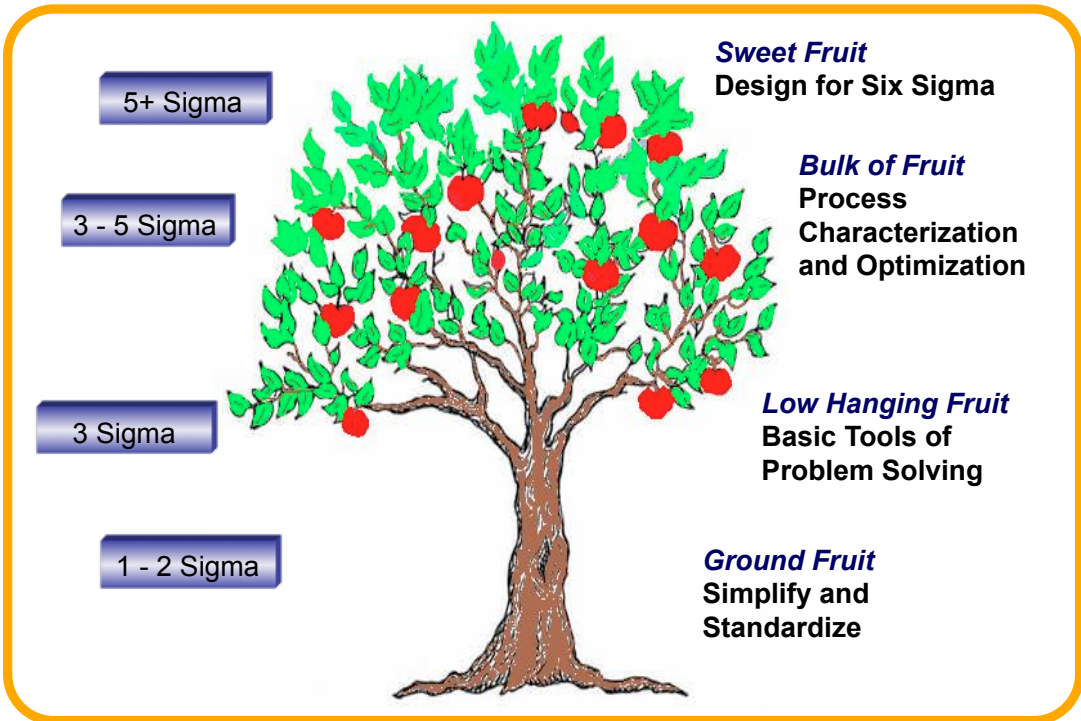 5+ Sigma
Sweet Fruit
Design for Six Sigma
3 - 5 Sigma
Bulk of Fruit
Process
Characterization
and Optimization
3 Sigma
Low Hanging Fruit
Basic Tools of
Problem Solving
1 - 2 Sigma
Ground Fruit
Simplify and
Standardize